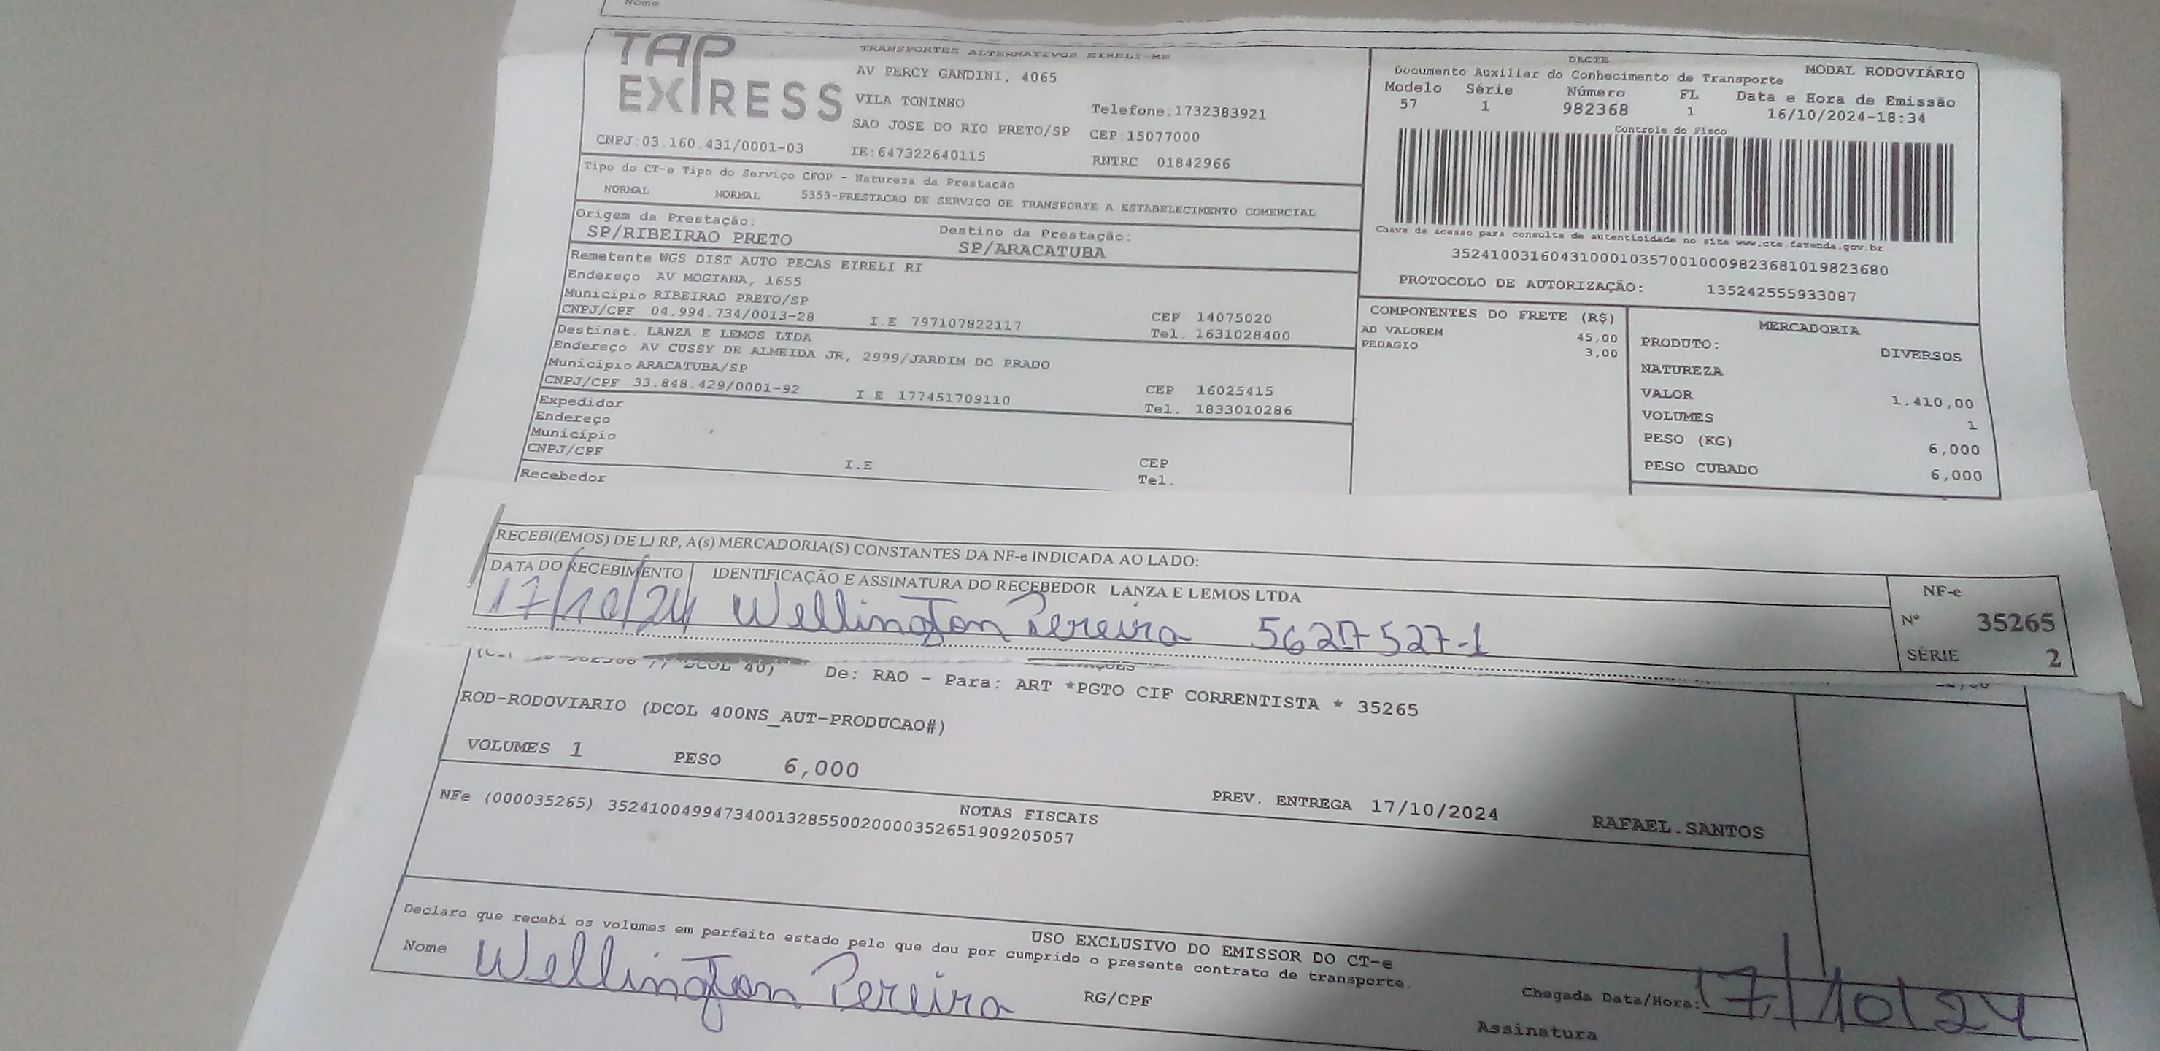 Nome
TAP EXPRESS
TRANSPORTES ALTERNATIVOS EIRELI-ME
AV PERCY GANDINI, 4065
VILA TONINHO
Telefone:1732383921
SAO JOSE DO RIO PRETO/SP CEP:15077000
CNPJ:03.160.431/0001-03 IE:647322640115 RNTRC 01842966
DACTE
Documento Auxiliar do Conhecimento de Transporte MODAL RODOVIÁRIO
Modelo Série Número FL Data e Hora de Emissão
57 1 982368 1 16/10/2024-18:34
Controle do Fisco
Chave de acesso para consulta de autenticidade no site www.cte.fazenda.gov.br
35241003160431000103570010009823681019823680
PROTOCOLO DE AUTORIZAÇÃO: 135242555933087
Tipo do CT-e Tipo do Serviço CFOP - Natureza da Prestação
NORMAL NORMAL 5353-PRESTACAO DE SERVICO DE TRANSPORTE A ESTABELECIMENTO COMERCIAL
Origem da Prestação: Destino da Prestação:
SP/RIBEIRAO PRETO SP/ARACATUBA
Remetente WGS DIST AUTO PECAS EIRELI RI
Endereço AV MOGIANA, 1655
Município RIBEIRAO PRETO/SP CEP 14075020
CNPJ/CPF 04.994.734/0013-28 I.E 797107822117 Tel. 1631028400
Destinat. LANZA E LEMOS LTDA
Endereço AV CUSSY DE ALMEIDA JR, 2999/JARDIM DO PRADO
Município ARACATUBA/SP CEP 16025415
CNPJ/CPF 33.848.429/0001-92 I E 177451709110 Tel. 1833010286
Expedidor
Endereço
Município CEP
CNPJ/CPF I.E Tel.
Recebedor
COMPONENTES DO FRETE (R$)
AD VALOREM 45,00
PEDAGIO 3,00
MERCADORIA
PRODUTO: DIVERSOS
NATUREZA
VALOR 1.410,00
VOLUMES 1
PESO (KG) 6,000
PESO CUBADO 6,000
RECEBI(EMOS) DE LJ RP, A(s) MERCADORIA(S) CONSTANTES DA NF-e INDICADA AO LADO:
DATA DO RECEBIMENTO IDENTIFICAÇÃO E ASSINATURA DO RECEBEDOR LANZA E LEMOS LTDA
17/10/24 Wellington Pereira 56217527-1
NF-e
Nº 35265
SÉRIE 2
De: RAO - Para: ART *PGTO CIF CORRENTISTA * 35265
ROD-RODOVIARIO (DCOL 400NS_AUT-PRODUCAO#)
VOLUMES 1 PESO 6,000 PREV. ENTREGA 17/10/2024 RAFAEL.SANTOS
NOTAS FISCAIS
NFe (000035265) 35241004994734001328550020000352651909205057
USO EXCLUSIVO DO EMISSOR DO CT-e
Declaro que recebi os volumes em perfeito estado pelo que dou por cumprido o presente contrato de transporte.
Nome Wellington Pereira RG/CPF Chegada Data/Hora: 17/10/24
Assinatura